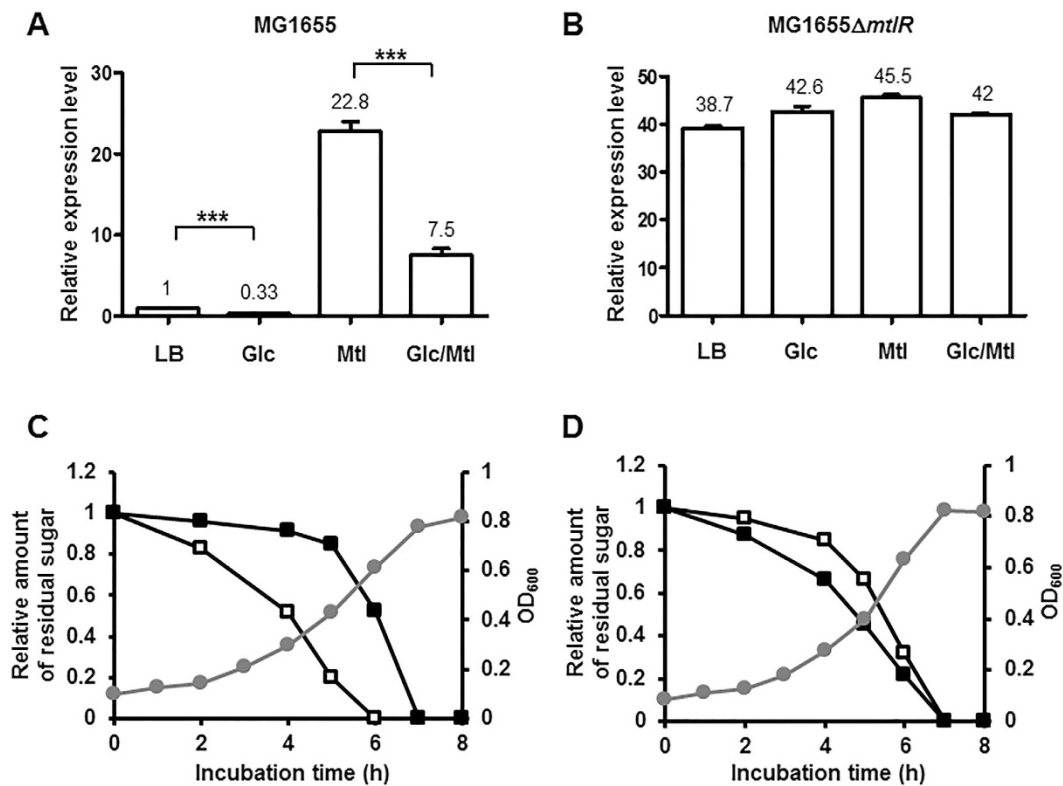 A
MG1655
Relative expression level
30
20
10
0
***
***
1
0.33
22.8
7.5
LB Glc Mtl Glc/Mtl
B
MG1655ΔmtlR
Relative expression level
50
40
30
20
10
0
38.7
42.6
45.5
42
LB Glc Mtl Glc/Mtl
C
Relative amount
of residual sugar
1.2
1
0.8
0.6
0.4
0.2
0
1
0.8
0.6
0.4
0.2
0
OD600
0 2 4 6 8
Incubation time (h)
D
Relative amount
of residual sugar
1.2
1
0.8
0.6
0.4
0.2
0
1
0.8
0.6
0.4
0.2
0
OD600
0 2 4 6 8
Incubation time (h)